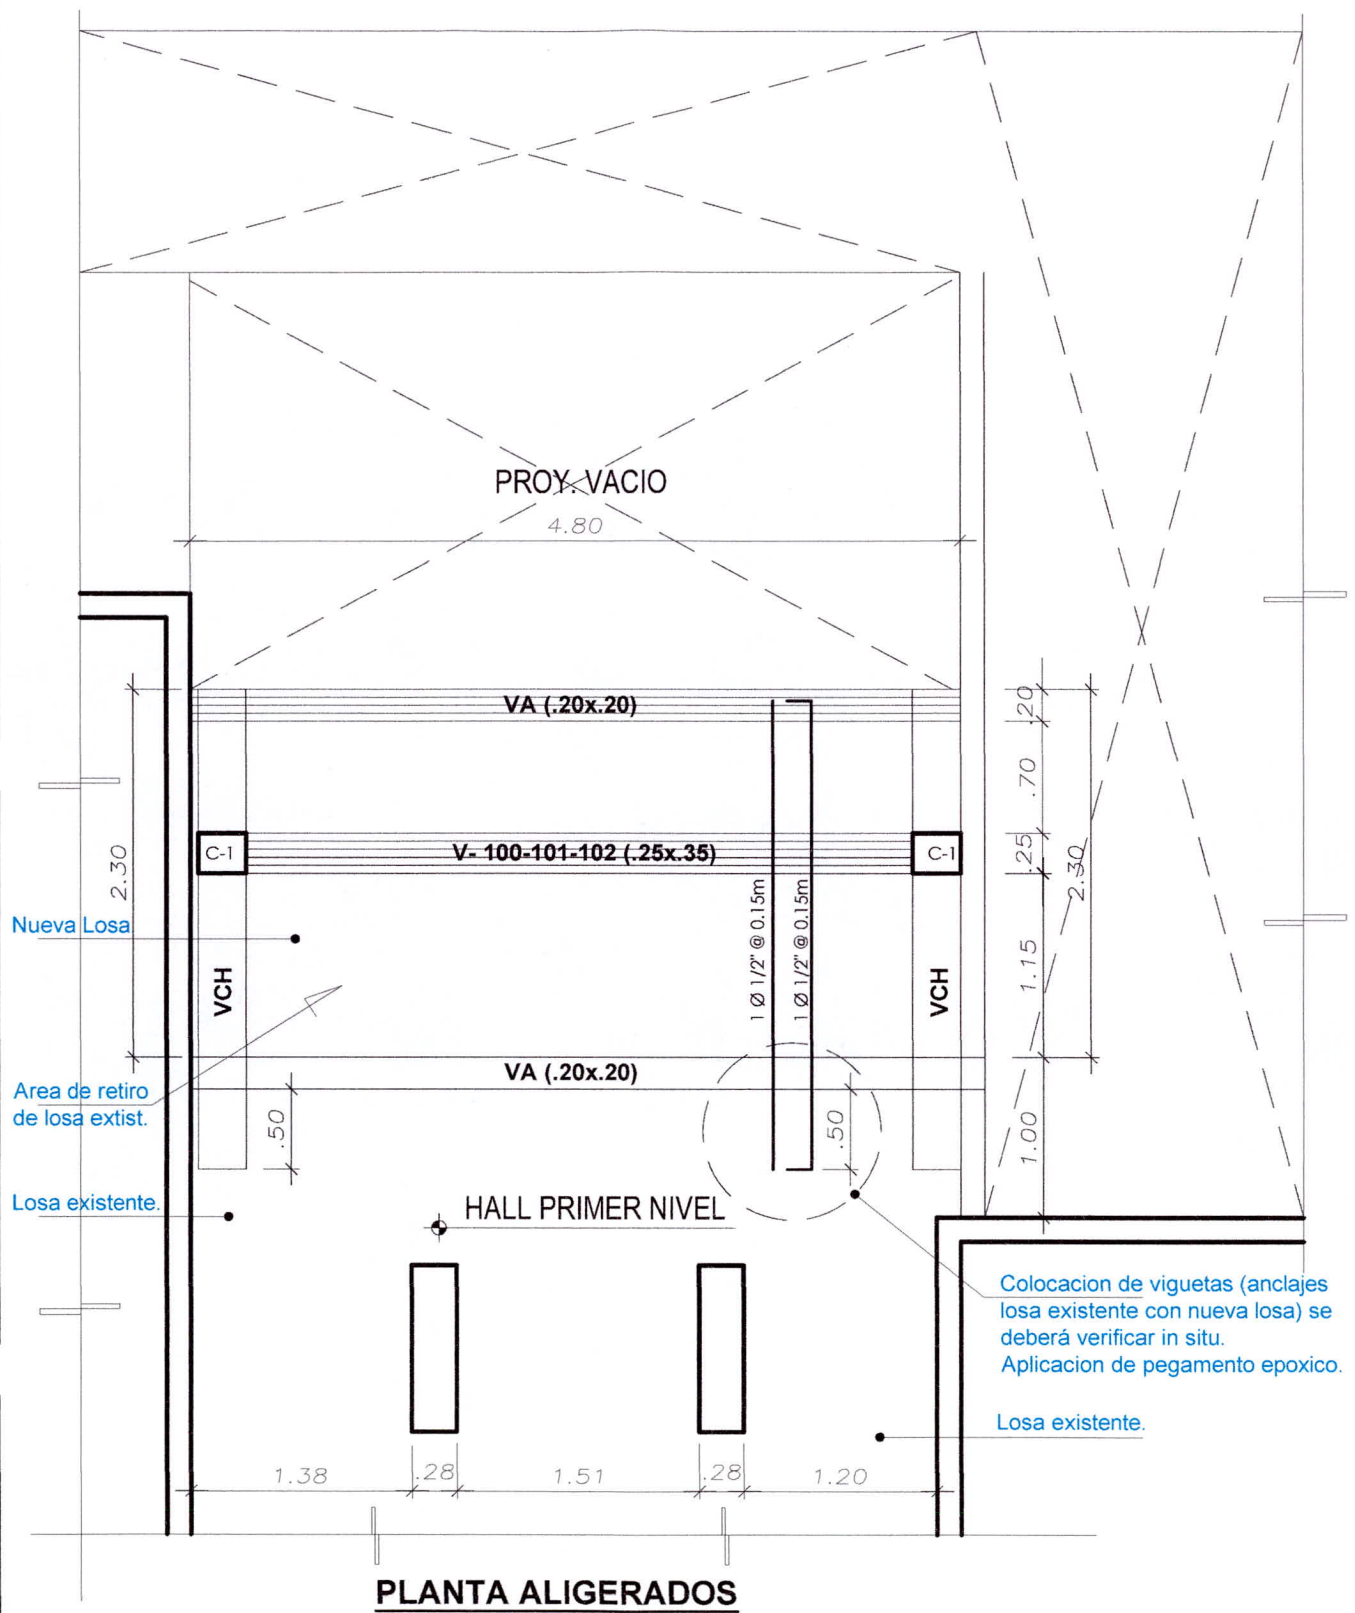 PROY. VACIO
4.80
VA (.20x.20)
.20
.70
C-1
V- 100-101-102 (.25x.35)
C-1
.25
2.30
2.30
1 Ø 1/2" @ 0.15m
1 Ø 1/2" @ 0.15m
Nueva Losa
VCH
VCH
1.15
VA (.20x.20)
Area de retiro
de losa extist.
.50
.50
1.00
Losa existente.
HALL PRIMER NIVEL
Colocacion de viguetas (anclajes
losa existente con nueva losa) se
deberá verificar in situ.
Aplicacion de pegamento epoxico.
Losa existente.
1.38
.28
1.51
.28
1.20
PLANTA ALIGERADOS